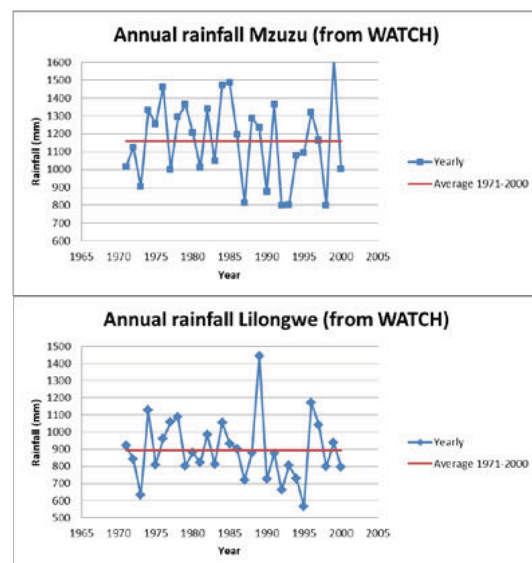 Annual rainfall Mzuzu (from WATCH)
1600
1500
1400
1300
1200
1100
1000
900
800
700
600
Rainfall (mm)
1965 1970 1975 1980 1985 1990 1995 2000 2005
Year
Yearly
Average 1971-2000
Annual rainfall Lilongwe (from WATCH)
1500
1400
1300
1200
1100
1000
900
800
700
600
500
Rainfall (mm)
1965 1970 1975 1980 1985 1990 1995 2000 2005
Year
Yearly
Average 1971-2000